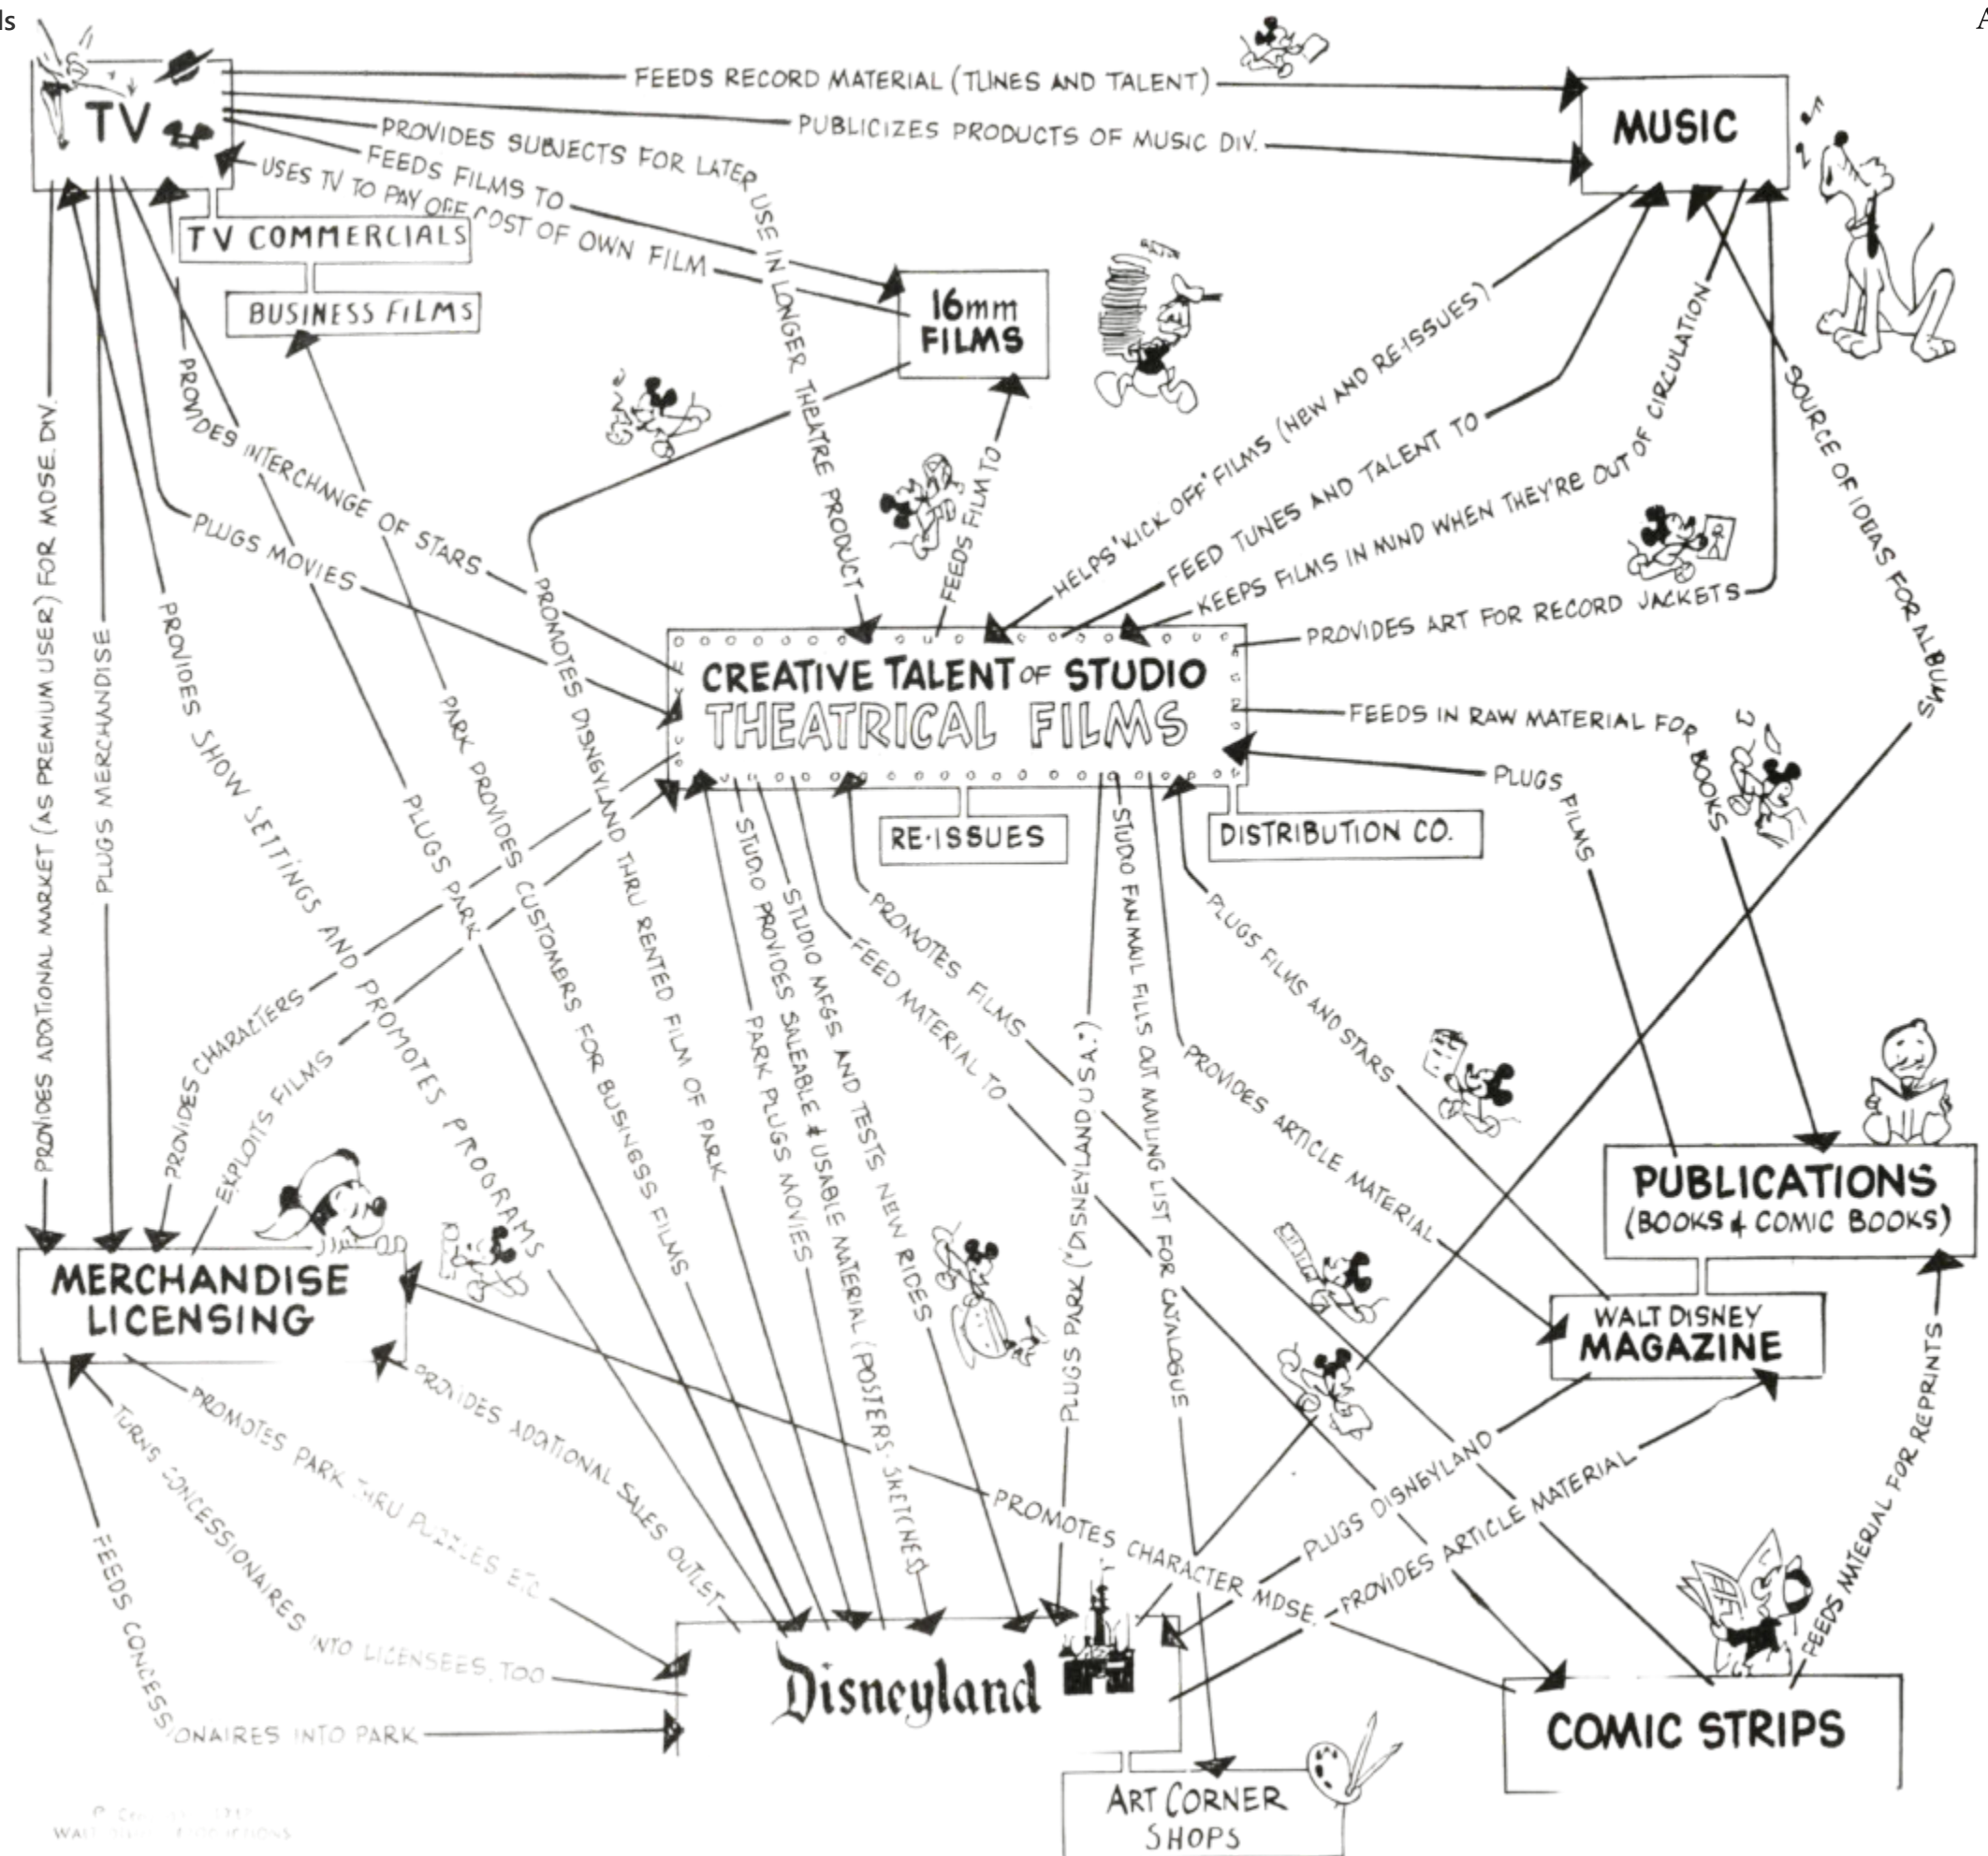 ls
A
TV
FEEDS RECORD MATERIAL (TUNES AND TALENT)
PUBLICIZES PRODUCTS OF MUSIC DIV.
MUSIC
PROVIDES SUBJECTS FOR LATER USE IN LONGER THEATRE PRODUCT
FEEDS FILMS TO
USES TV TO PAY OFF COST OF OWN FILM
TV COMMERCIALS
BUSINESS FILMS
16mm
FILMS
PROVIDES INTERCHANGE OF STARS
PLUGS MOVIES
FEEDS FILM TO
HELPS "KICK OFF" FILMS (NEW AND RE-ISSUES)
FEED TUNES AND TALENT TO
KEEPS FILMS IN MIND WHEN THEY'RE OUT OF CIRCULATION
PROVIDES ART FOR RECORD JACKETS
SOURCE OF IDEAS FOR ALBUMS
CREATIVE TALENT OF STUDIO
THEATRICAL FILMS
RE-ISSUES
DISTRIBUTION CO.
FEEDS IN RAW MATERIAL FOR BOOKS
PLUGS FILMS
PROVIDES ADDITIONAL MARKET (AS PREMIUM USER) FOR MDSE. DIV.
PLUGS MERCHANDISE
PROVIDES SHOW SETTINGS AND PROMOTES PROGRAMS
PLUGS PARK
PARK PROVIDES CUSTOMERS FOR BUSINESS FILMS
PROMOTES DISNEYLAND THRU RENTED FILM OF PARK
PROVIDES CHARACTERS
EXPLOITS FILMS
PARK PLUGS MOVIES
STUDIO PROVIDES SALEABLE & USABLE MATERIAL (POSTERS-SKETCHES)
STUDIO MFGS AND TESTS NEW RIDES
FEED MATERIAL TO
PROMOTES FILMS
PLUGS PARK ("DISNEYLAND U.S.A.")
STUDIO FAN MAIL FILLS OUT MAILING LIST FOR CATALOGUE
PROVIDES ARTICLE MATERIAL
PLUGS FILMS AND STARS
PUBLICATIONS
(BOOKS & COMIC BOOKS)
WALT DISNEY
MAGAZINE
MERCHANDISE
LICENSING
PROVIDES ADDITIONAL SALES OUTLET
PROMOTES PARK THRU PUZZLES ETC
TURNS CONCESSIONAIRES INTO LICENSEES, TOO
FEEDS CONCESSIONAIRES INTO PARK
PROMOTES CHARACTER MDSE.
PLUGS DISNEYLAND
PROVIDES ARTICLE MATERIAL
FEEDS MATERIAL FOR REPRINTS
Disneyland
COMIC STRIPS
ART CORNER
SHOPS